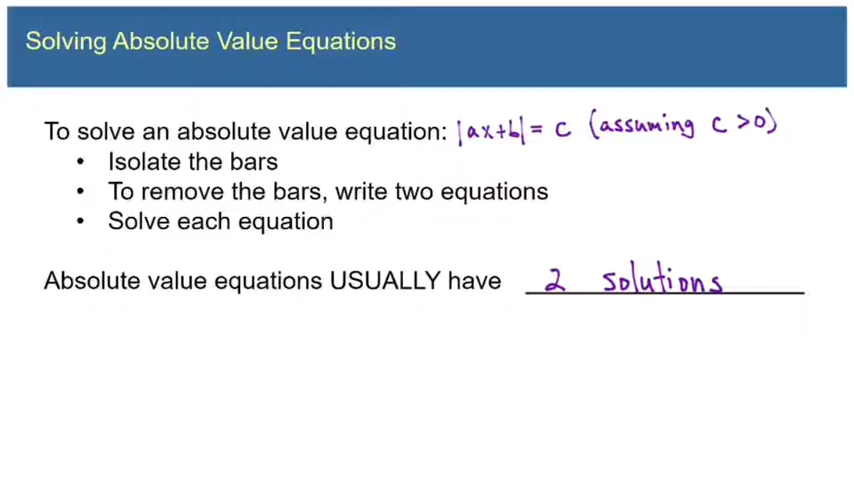 Solving Absolute Value Equations
To solve an absolute value equation: |ax+b| = c (assuming c > 0)
• Isolate the bars
• To remove the bars, write two equations
• Solve each equation
Absolute value equations USUALLY have 2 solutions